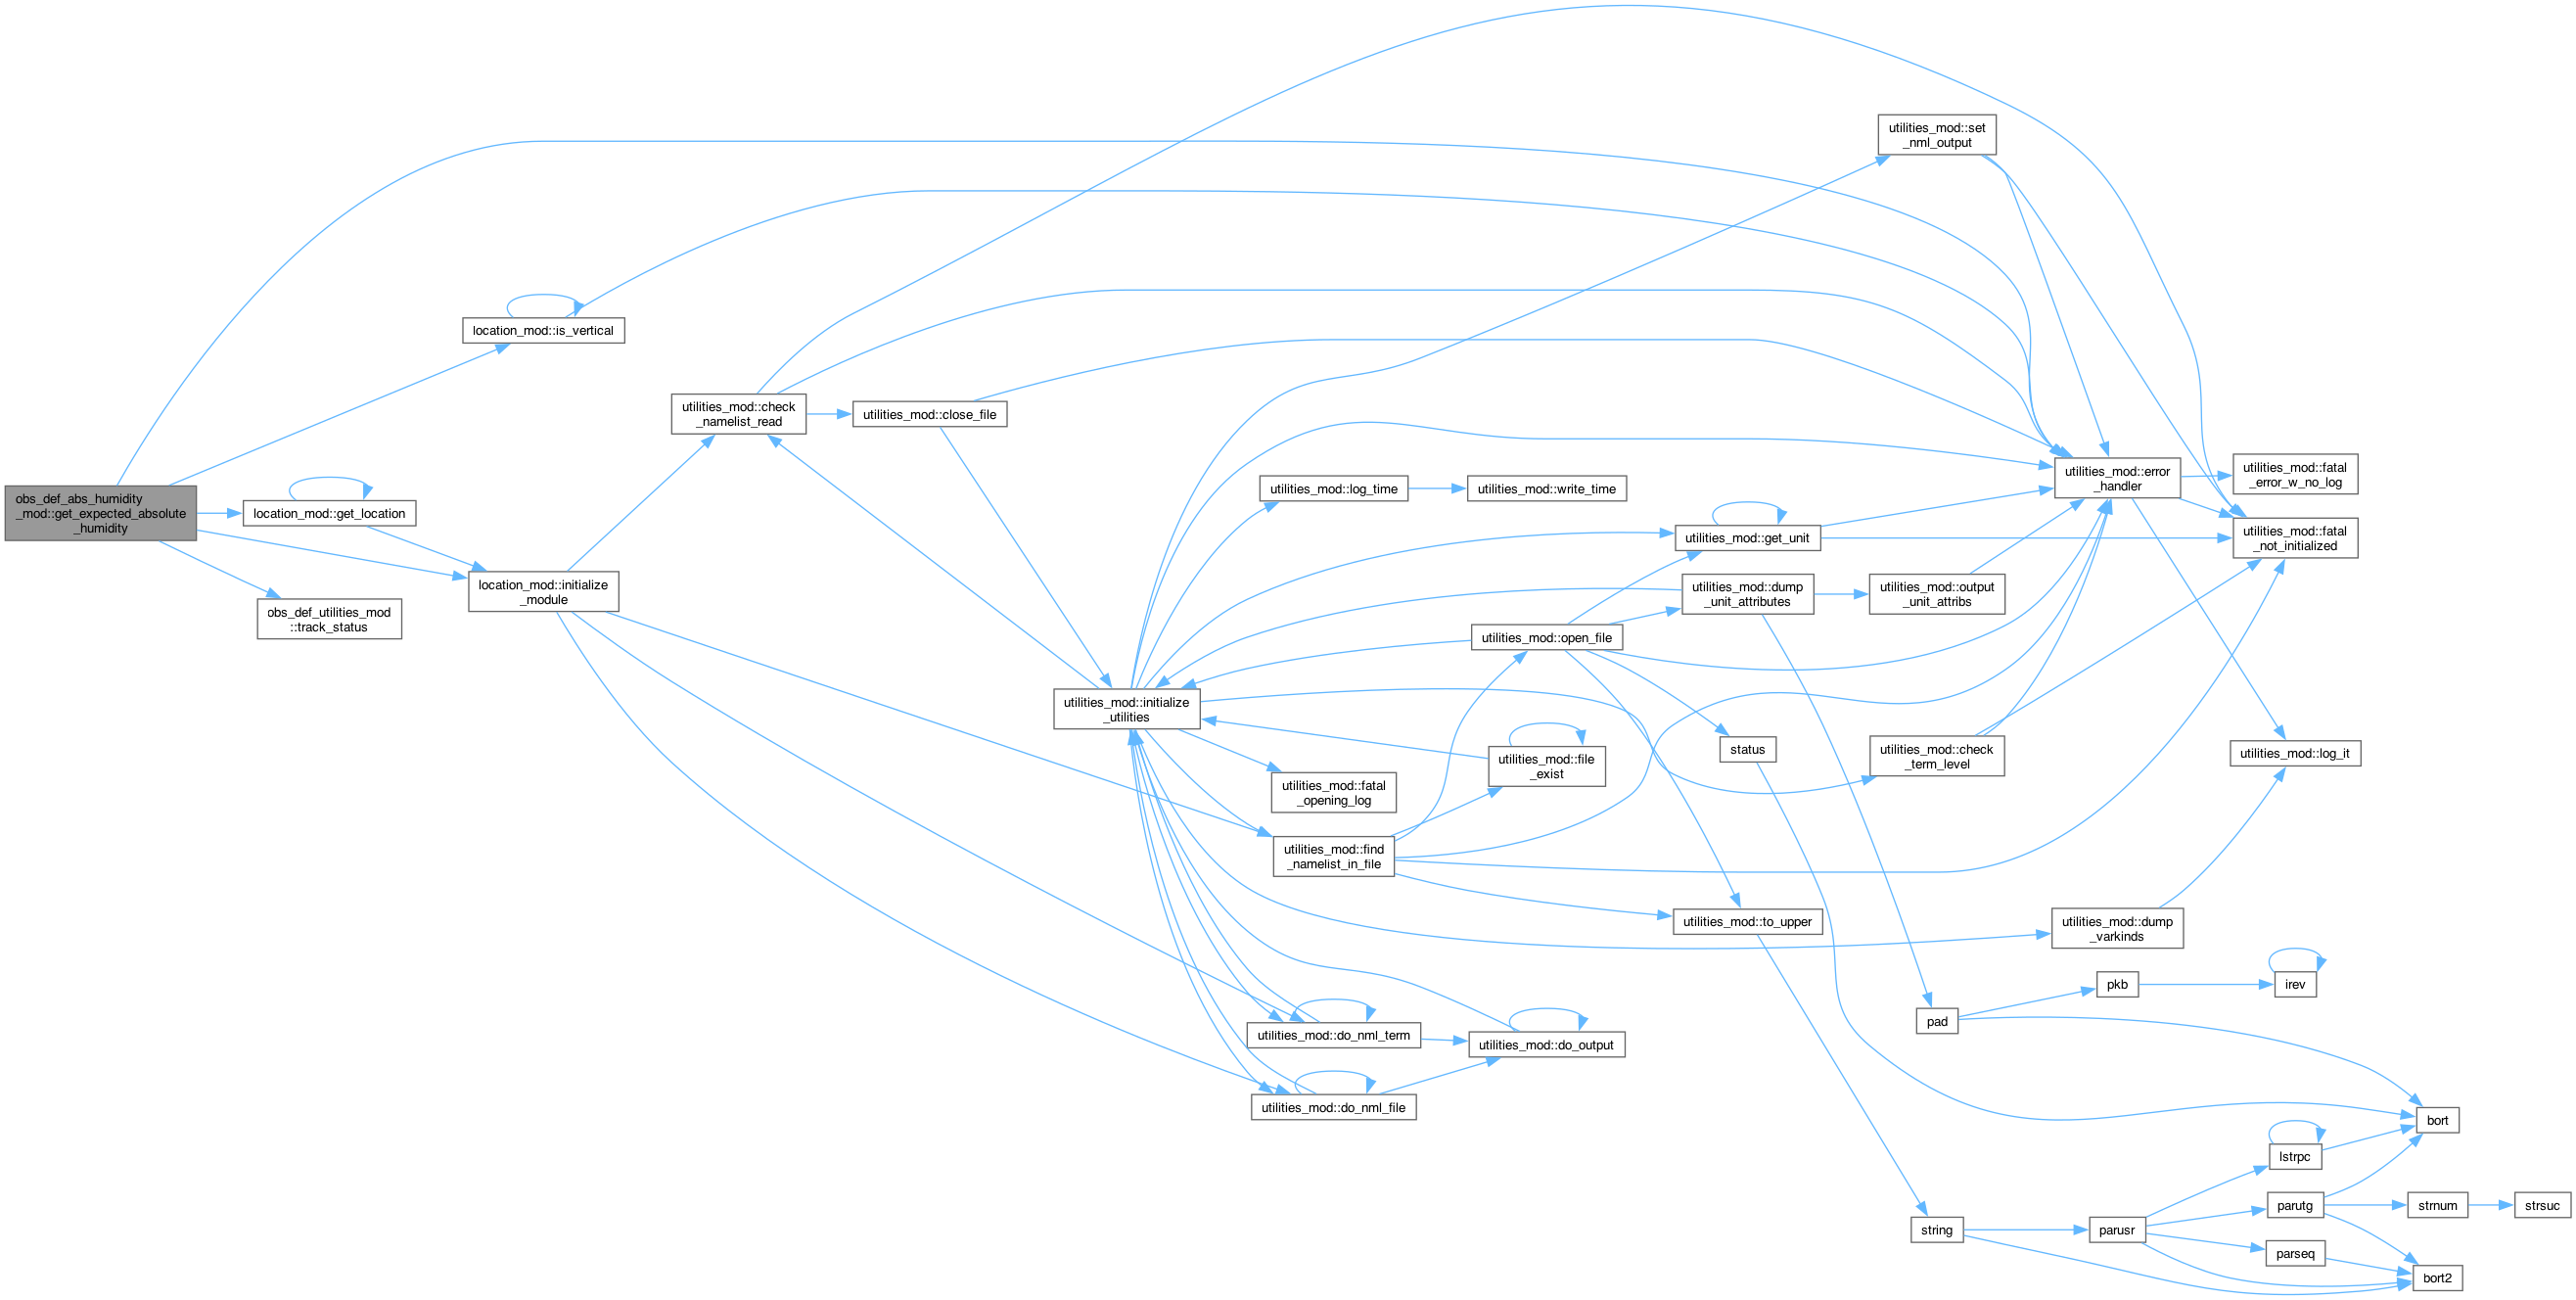 obs_def_abs_humidity
_mod::get_expected_absolute
_humidity
location_mod::is_vertical
location_mod::get_location
location_mod::initialize
_module
obs_def_utilities_mod
::track_status
utilities_mod::check
_namelist_read
utilities_mod::close_file
utilities_mod::initialize
_utilities
utilities_mod::log_time
utilities_mod::write_time
utilities_mod::fatal
_opening_log
utilities_mod::find
_namelist_in_file
utilities_mod::do_nml_term
utilities_mod::do_nml_file
utilities_mod::do_output
utilities_mod::open_file
utilities_mod::file
_exist
utilities_mod::get_unit
utilities_mod::dump
_unit_attributes
status
utilities_mod::to_upper
utilities_mod::set
_nml_output
utilities_mod::output
_unit_attribs
utilities_mod::check
_term_level
pad
string
utilities_mod::error
_handler
utilities_mod::dump
_varkinds
pkb
parusr
utilities_mod::fatal
_error_w_no_log
utilities_mod::fatal
_not_initialized
utilities_mod::log_it
irev
lstrpc
parutg
parseq
bort
strnum
bort2
strsuc